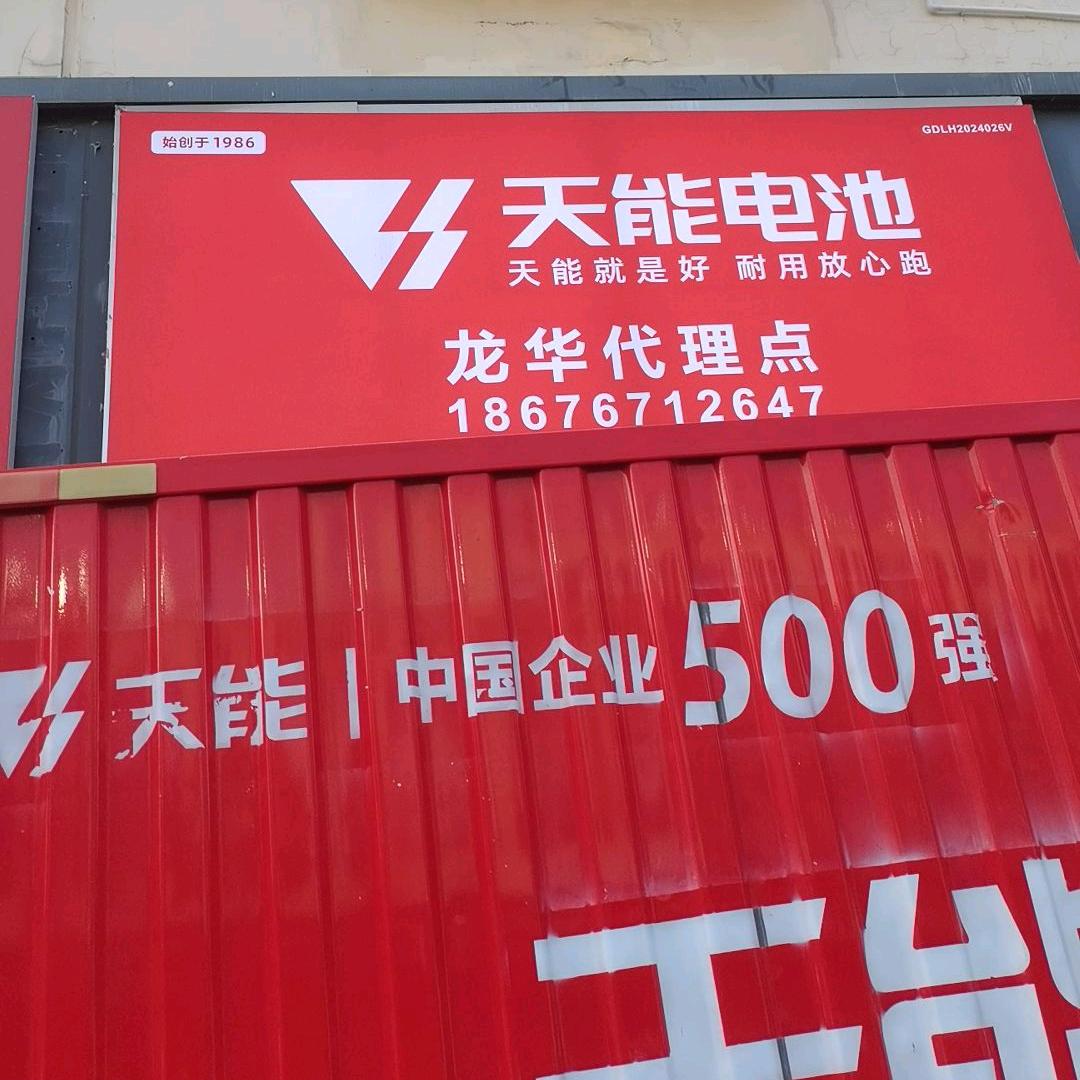 始创于1986
GDLH2024026V
天能电池
天能就是好 耐用放心跑
龙华代理点
18676712647
天能|中国企业500强
天能